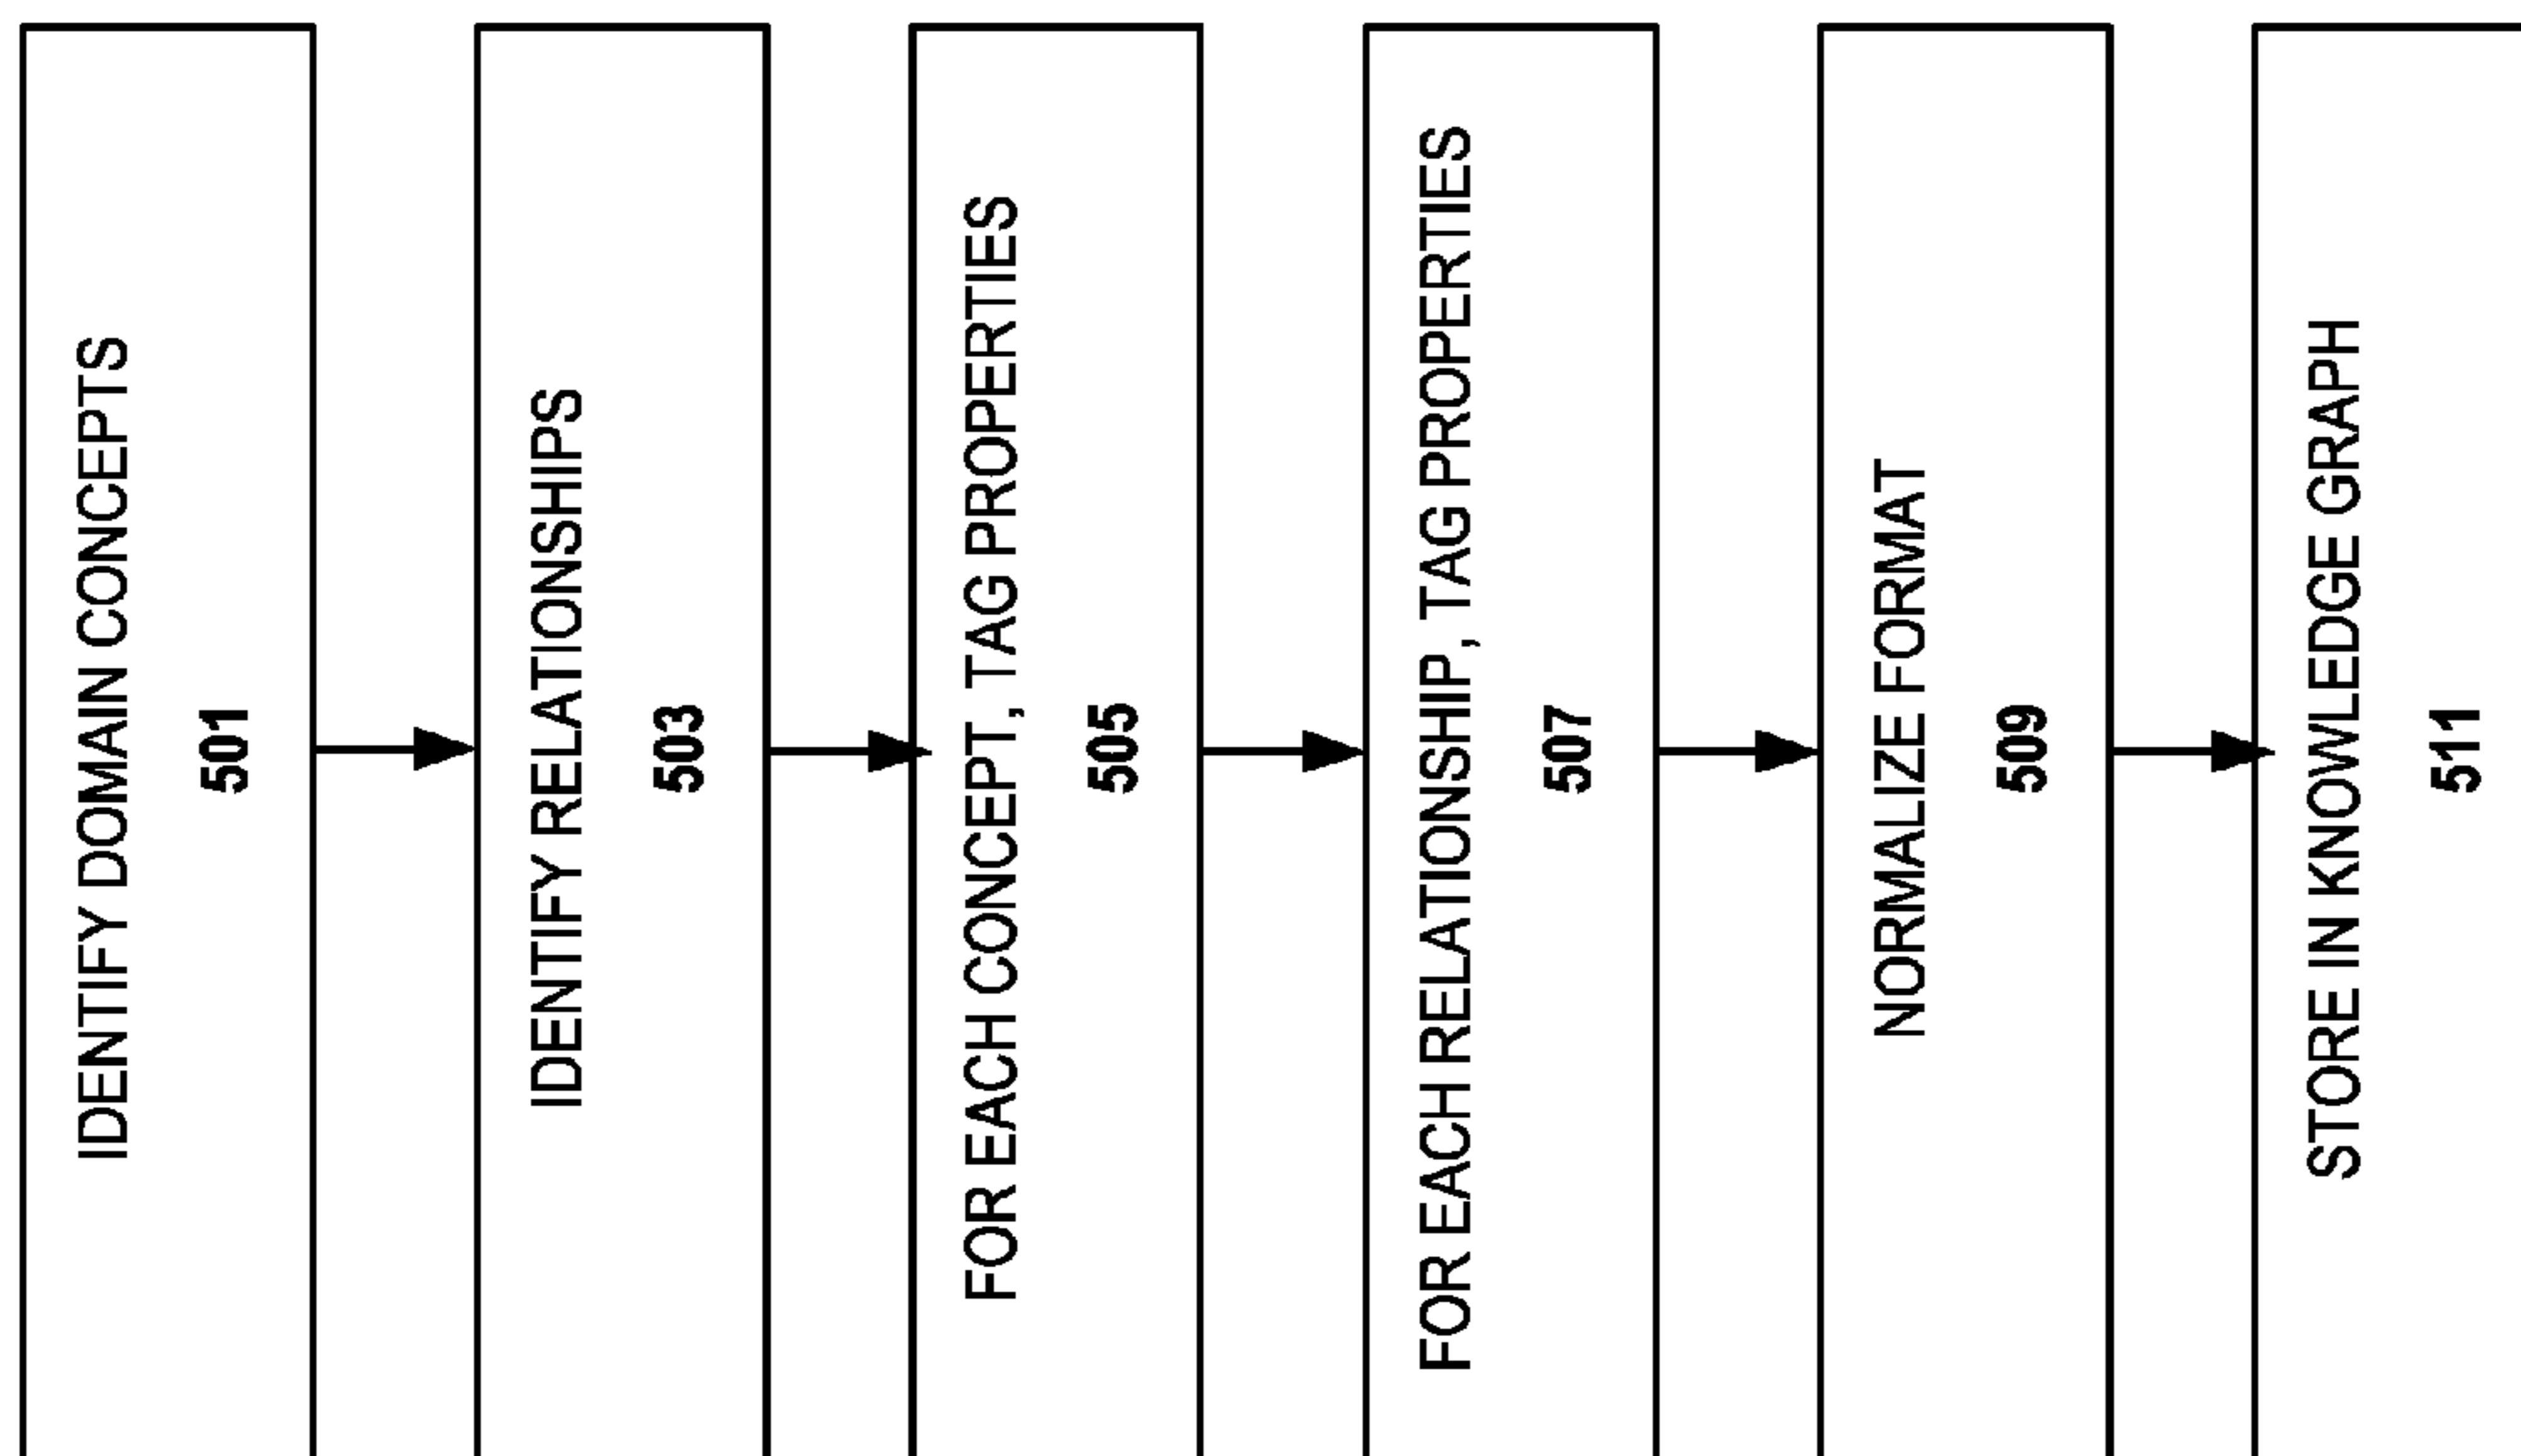 IDENTIFY DOMAIN CONCEPTS
501
IDENTIFY RELATIONSHIPS
503
FOR EACH CONCEPT, TAG PROPERTIES
505
FOR EACH RELATIONSHIP, TAG PROPERTIES
507
NORMALIZE FORMAT
509
STORE IN KNOWLEDGE GRAPH
511